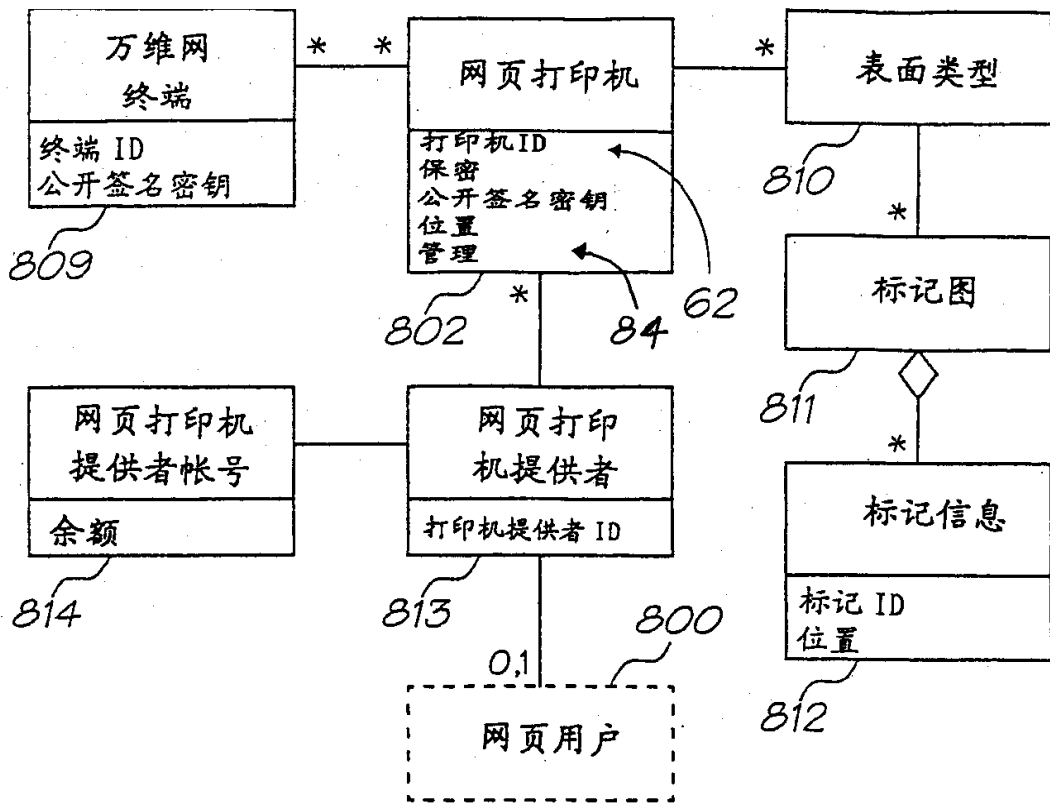 万维网
终端
终端 ID
公开签名密钥
809
*
*
网页打印机
打印机 ID
保密
公开签名密钥
位置
管理
802
84
62
*
表面类型
810
*
标记图
811
*
标记信息
标记 ID
位置
812
*
网页打印
机提供者
打印机提供者 ID
813
网页打印机
提供者帐号
余额
814
0,1
800
网页用户